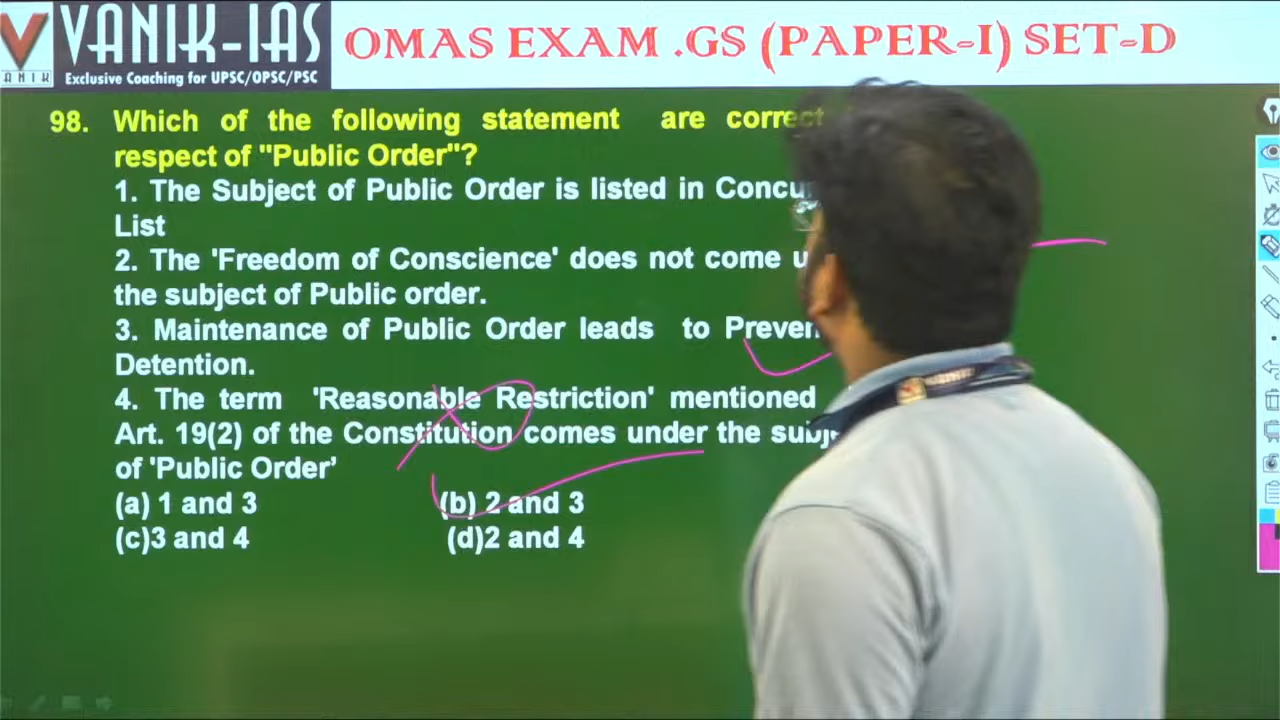 VANIK-IAS
VANIK
Exclusive Coaching for UPSC/OPSC/PSC
OMAS EXAM .GS (PAPER-I) SET-D
98. Which of the following statement are correct
respect of "Public Order"?
1. The Subject of Public Order is listed in
List
2. The 'Freedom of Conscience' does not come
the subject of Public order.
3. Maintenance of Public Order leads to
Detention.
4. The term 'Reasonable Restriction' mentioned
Art. 19(2) of the Constitution comes under the
of 'Public Order'
(a) 1 and 3 (b) 2 and 3
(c)3 and 4 (d)2 and 4